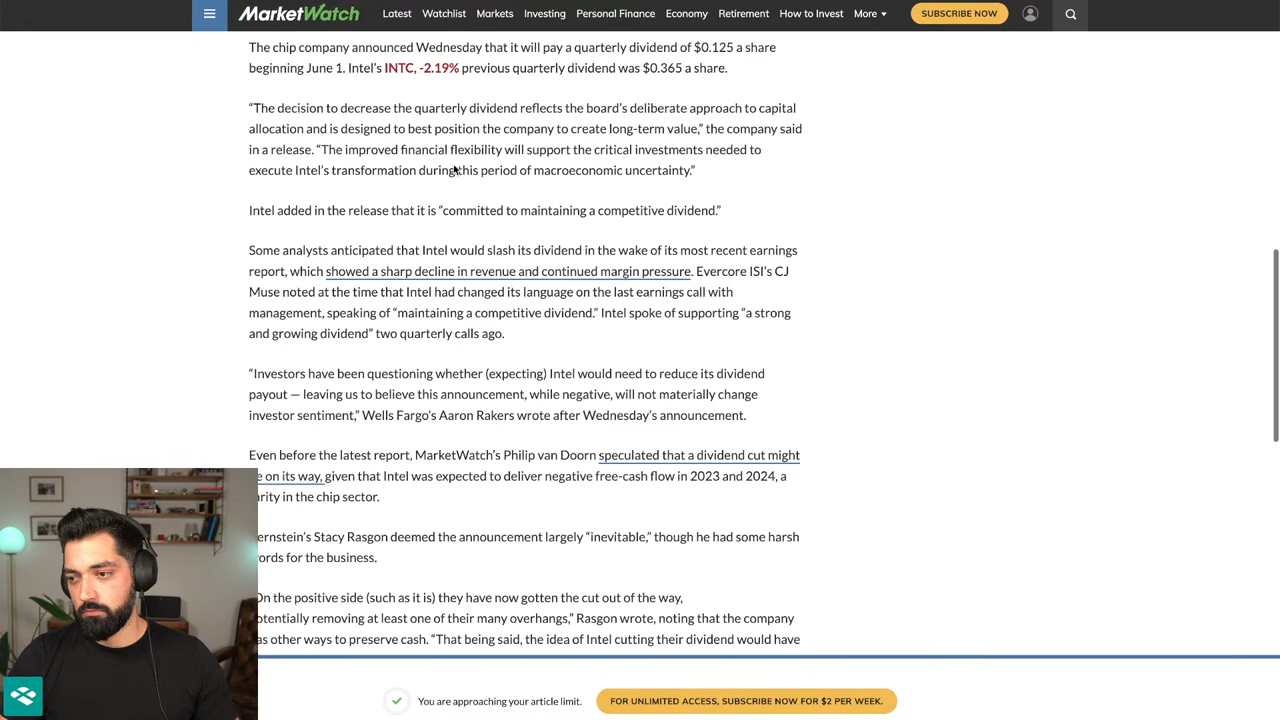 MarketWatch
Latest
Watchlist
Markets
Investing
Personal Finance
Economy
Retirement
How to Invest
More
SUBSCRIBE NOW
The chip company announced Wednesday that it will pay a quarterly dividend of $0.125 a share
beginning June 1. Intel’s INTC, -2.19% previous quarterly dividend was $0.365 a share.
“The decision to decrease the quarterly dividend reflects the board’s deliberate approach to capital
allocation and is designed to best position the company to create long-term value,” the company said
in a release. “The improved financial flexibility will support the critical investments needed to
execute Intel’s transformation during this period of macroeconomic uncertainty.”
Intel added in the release that it is “committed to maintaining a competitive dividend.”
Some analysts anticipated that Intel would slash its dividend in the wake of its most recent earnings
report, which showed a sharp decline in revenue and continued margin pressure. Evercore ISI’s CJ
Muse noted at the time that Intel had changed its language on the last earnings call with
management, speaking of “maintaining a competitive dividend.” Intel spoke of supporting “a strong
and growing dividend” two quarterly calls ago.
“Investors have been questioning whether (expecting) Intel would need to reduce its dividend
payout — leaving us to believe this announcement, while negative, will not materially change
investor sentiment,” Wells Fargo’s Aaron Rakers wrote after Wednesday’s announcement.
Even before the latest report, MarketWatch’s Philip van Doorn speculated that a dividend cut might
e on its way, given that Intel was expected to deliver negative free-cash flow in 2023 and 2024, a
arity in the chip sector.
ernstein’s Stacy Rasgon deemed the announcement largely “inevitable,” though he had some harsh
ords for the business.
On the positive side (such as it is) they have now gotten the cut out of the way,
otentially removing at least one of their many overhangs,” Rasgon wrote, noting that the company
as other ways to preserve cash. “That being said, the idea of Intel cutting their dividend would have
You are approaching your article limit.
FOR UNLIMITED ACCESS, SUBSCRIBE NOW FOR $2 PER WEEK.